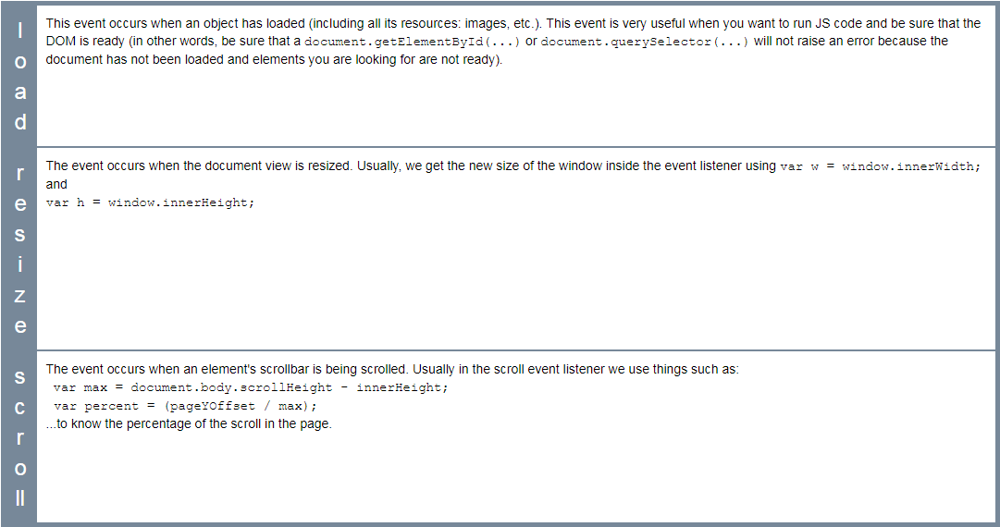 load
This event occurs when an object has loaded (including all its resources: images, etc.). This event is very useful when you want to run JS code and be sure that the
DOM is ready (in other words, be sure that a document.getElementById(...) or document.querySelector(...) will not raise an error because the
document has not been loaded and elements you are looking for are not ready).
resize
The event occurs when the document view is resized. Usually, we get the new size of the window inside the event listener using var w = window.innerWidth;
and
var h = window.innerHeight;
scroll
The event occurs when an element's scrollbar is being scrolled. Usually in the scroll event listener we use things such as:
var max = document.body.scrollHeight - innerHeight;
var percent = (pageYOffset / max);
...to know the percentage of the scroll in the page.